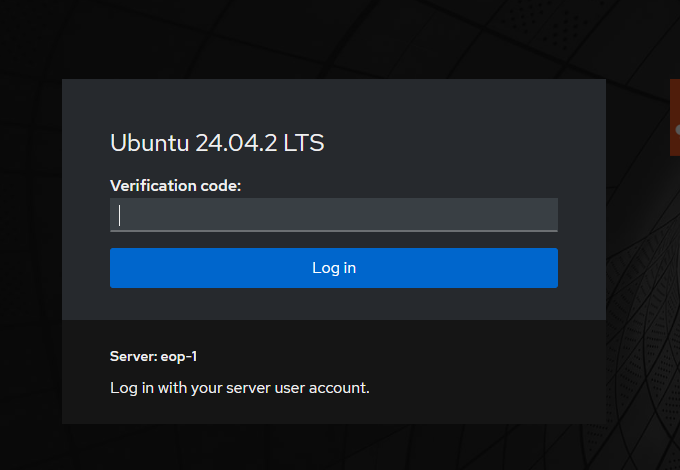 Ubuntu 24.04.2 LTS
Verification code:
Log in
Server: eop-1
Log in with your server user account.